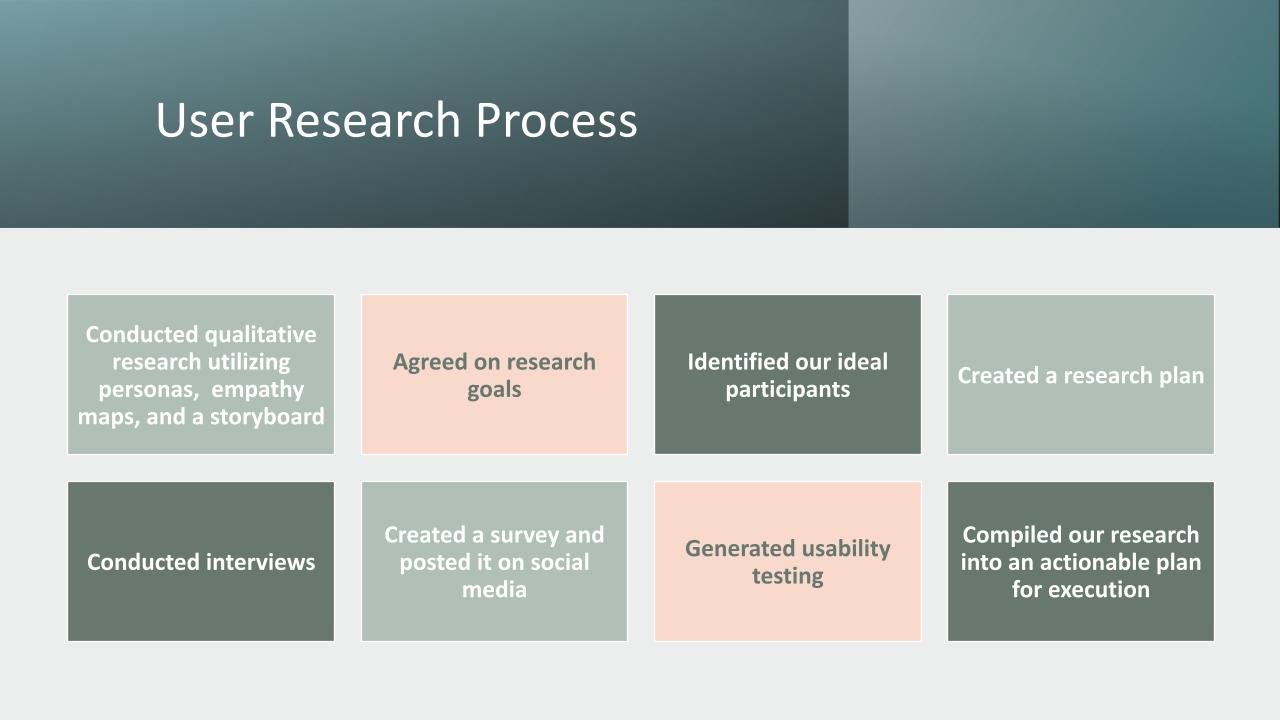 User Research Process
Conducted qualitative
research utilizing
personas,  empathy
maps, and a storyboard
Agreed on research
goals
Identified our ideal
participants
Created a research plan
Conducted interviews
Created a survey and
posted it on social
media
Generated usability
testing
Compiled our research
into an actionable plan
for execution